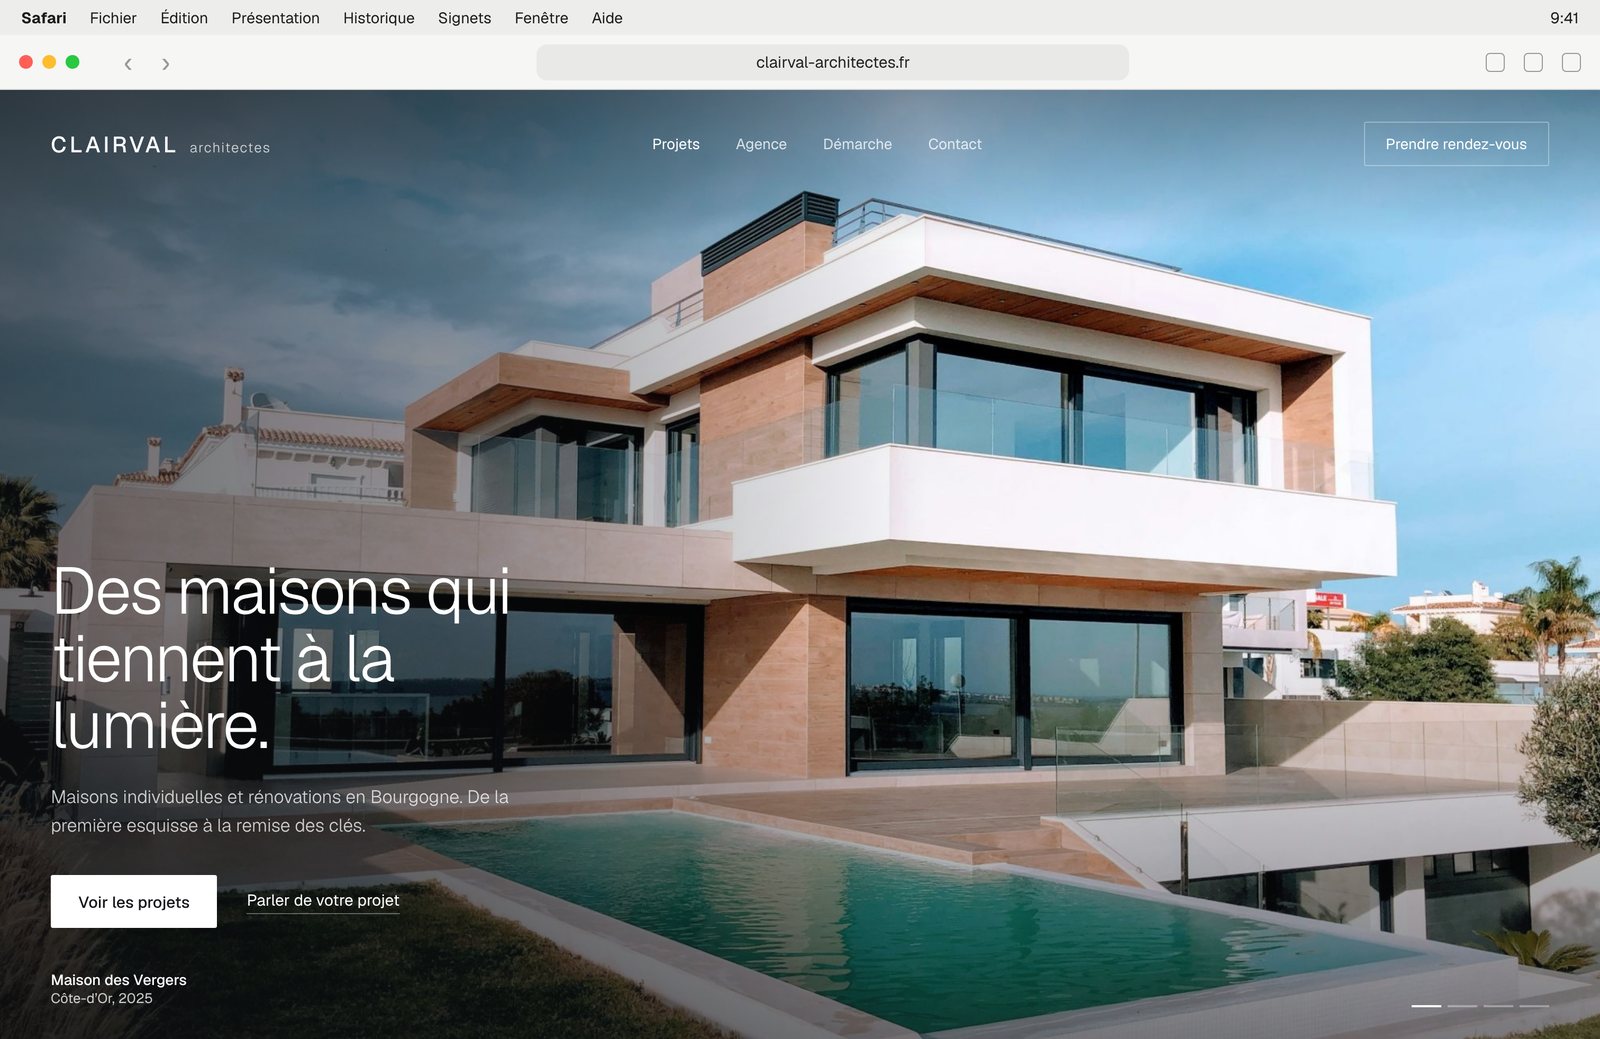 Safari Fichier Édition Présentation Historique Signets Fenêtre Aide 9:41
clairval-architectes.fr
CLAIRVAL architectes
Projets Agence Démarche Contact
Prendre rendez-vous
Des maisons qui
tiennent à la
lumière.
Maisons individuelles et rénovations en Bourgogne. De la
première esquisse à la remise des clés.
Voir les projets Parler de votre projet
Maison des Vergers
Côte-d'Or, 2025